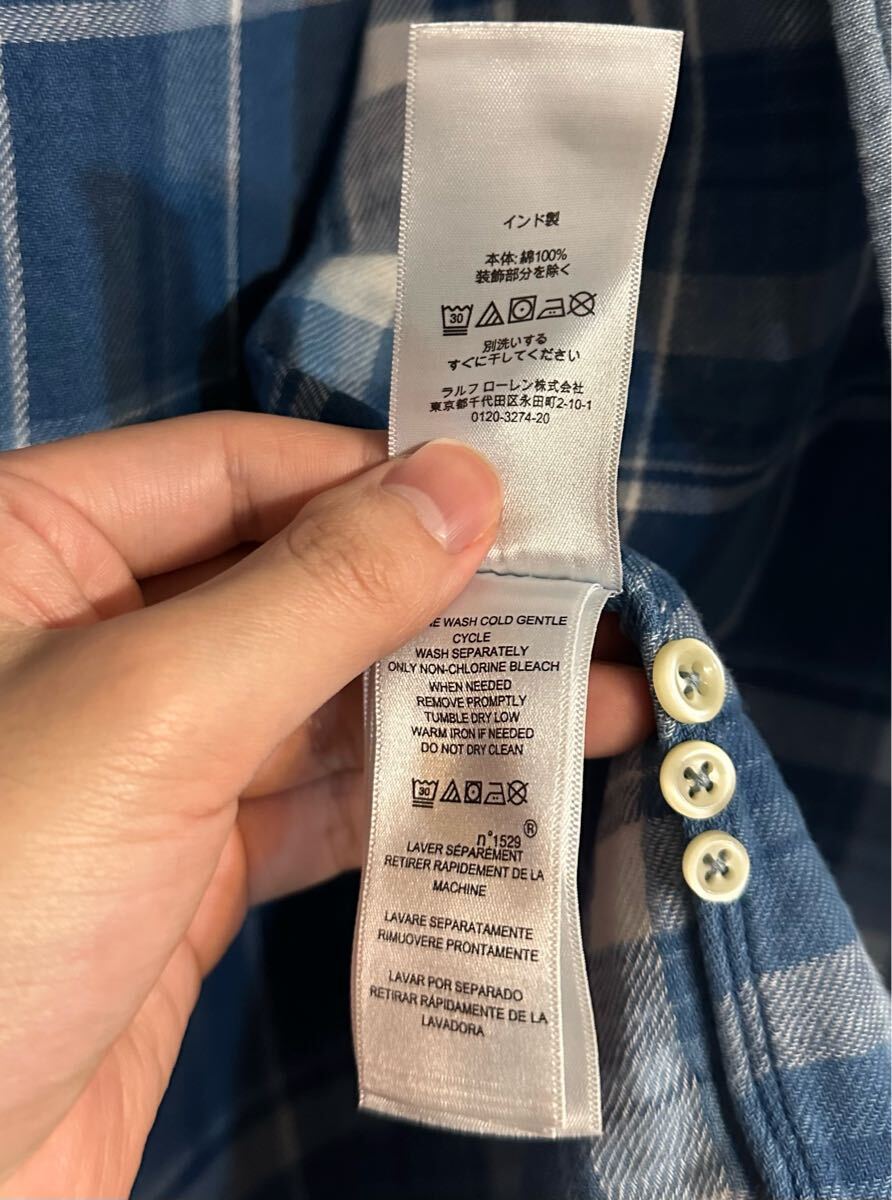 インド製
本体: 綿100%
装飾部分を除く
30
別洗いする
すぐに干してください
ラルフ ローレン株式会社
東京都千代田区永田町2-10-1
0120-3274-20
WASH COLD GENTLE
CYCLE
WASH SEPARATELY
ONLY NON-CHLORINE BLEACH
WHEN NEEDED
REMOVE PROMPTLY
TUMBLE DRY LOW
WARM IRON IF NEEDED
DO NOT DRY CLEAN
30
n°1529®
LAVER SÉPARÉMENT
RETIRER RAPIDEMENT DE LA
MACHINE
LAVARE SEPARATAMENTE
RIMUOVERE PRONTAMENTE
LAVAR POR SEPARADO
RETIRAR RÁPIDAMENTE DE LA
LAVADORA